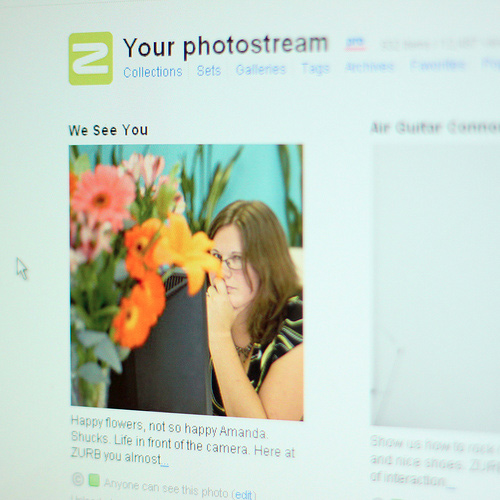 Your photostream
Collections Sets Galleries Tags Archives Favorites
We See You
Air Guitar
Happy flowers, not so happy Amanda.
Shucks. Life in front of the camera. Here at
ZURB you almost...
Anyone can see this photo (edit)
Show us how to rock
and nice shoes. ZURB
of interaction...